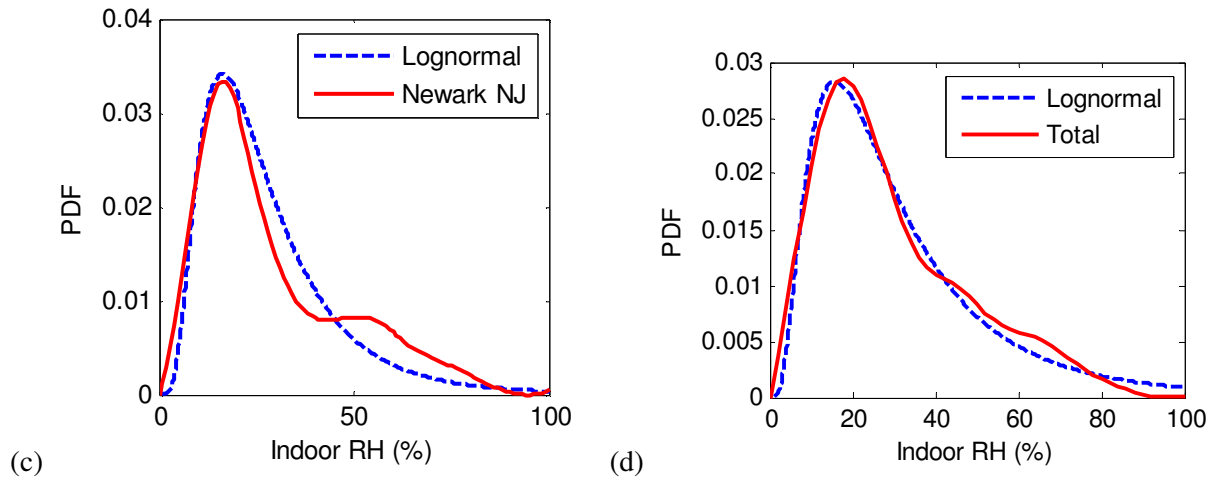 0.04
0.03
0.02
0.01
0
PDF
Lognormal
Newark NJ
0 50 100
Indoor RH (%)
(c)
0.03
0.025
0.02
0.015
0.01
0.005
0
PDF
Lognormal
Total
0 20 40 60 80 100
Indoor RH (%)
(d)